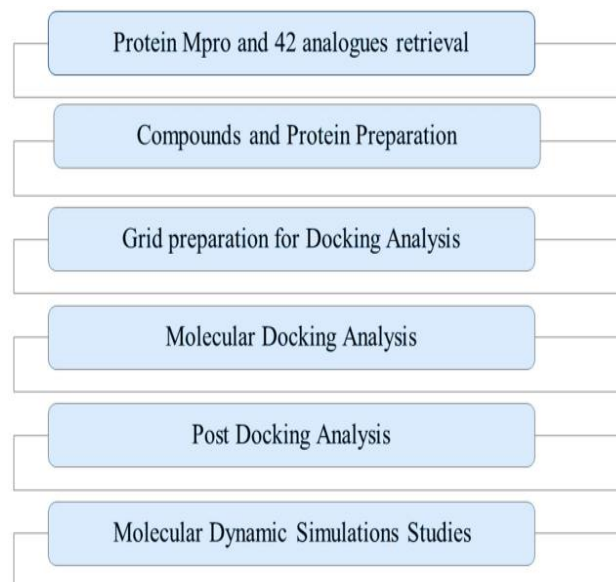 Protein Mpro and 42 analogues retrieval
Compounds and Protein Preparation
Grid preparation for Docking Analysis
Molecular Docking Analysis
Post Docking Analysis
Molecular Dynamic Simulations Studies